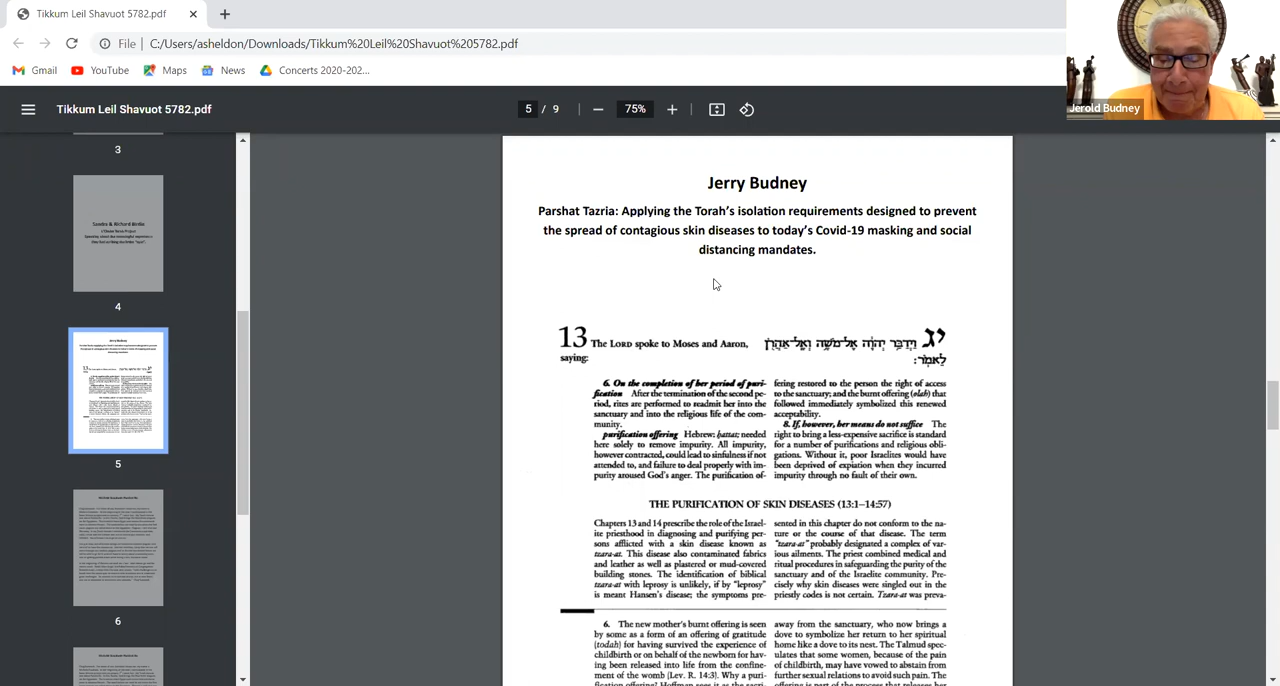 Tikkum Leil Shavuot 5782.pdf
File | C:/Users/asheldon/Downloads/Tikkum%20Leil%20Shavuot%205782.pdf
Gmail YouTube Maps News Concerts 2020-202...
Jerold Budney
Tikkum Leil Shavuot 5782.pdf
5 / 9 75%
3
4
5
6
Sandra & Richard Birdie
Jerry Budney
Parshat Tazria: Applying the Torah's isolation requirements designed to prevent
the spread of contagious skin diseases to today's Covid-19 masking and social
distancing mandates.
13 The LORD spoke to Moses and Aaron,
saying:
יג וַיְדַבֵּ֣ר יְהֹוָ֔ה אֶל־מֹשֶׁ֥ה וְאֶֽל־אַהֲרֹ֖ן
לֵאמֹֽר׃
6. On the completion of her period of puri-
fication After the termination of the second pe-
riod, rites are performed to readmit her into the
sanctuary and into the religious life of the com-
munity.
purification offering Hebrew: hattat; needed
here solely to remove impurity. All impurity,
however contracted, could lead to sinfulness if not
attended to, and failure to deal properly with im-
purity aroused God's anger. The purification of-
fering restored to the person the right of access
to the sanctuary; and the burnt offering (olah) that
followed immediately symbolized this renewed
acceptability.
8. If, however, her means do not suffice The
right to bring a less-expensive sacrifice is standard
for a number of purifications and religious obli-
gations. Without it, poor Israelites would have
been deprived of expiation when they incurred
impurity through no fault of their own.
THE PURIFICATION OF SKIN DISEASES (13:1–14:57)
Chapters 13 and 14 prescribe the role of the Israel-
ite priesthood in diagnosing and purifying per-
sons afflicted with a skin disease known as
tzara·at. This disease also contaminated fabrics
and leather as well as plastered or mud-covered
building stones. The identification of biblical
tzara·at with leprosy is unlikely, if by "leprosy"
is meant Hansen's disease; the symptoms pre-
sented in this chapter do not conform to the na-
ture or the course of that disease. The term
"tzara·at" probably designated a complex of var-
ious ailments. The priest combined medical and
ritual procedures in safeguarding the purity of the
sanctuary and of the Israelite community. Pre-
cisely why skin diseases were singled out in the
priestly codes is not certain. Tzara·at was preva-
6. The new mother's burnt offering is seen
by some as a form of an offering of gratitude
(todah) for having survived the experience of
childbirth or on behalf of the newborn for hav-
ing been released into life from the confine-
ment of the womb (Lev. R. 14:3). Why a puri-
fication offering? Hoffman sees it as the sacri-
away from the sanctuary, who now brings a
dove to symbolize her return to her spiritual
home like a dove to its nest. The Talmud spec-
ulates that some women, because of the pain
of childbirth, may have vowed to abstain from
further sexual relations to avoid such pain. The
offering is part of the process that releases her